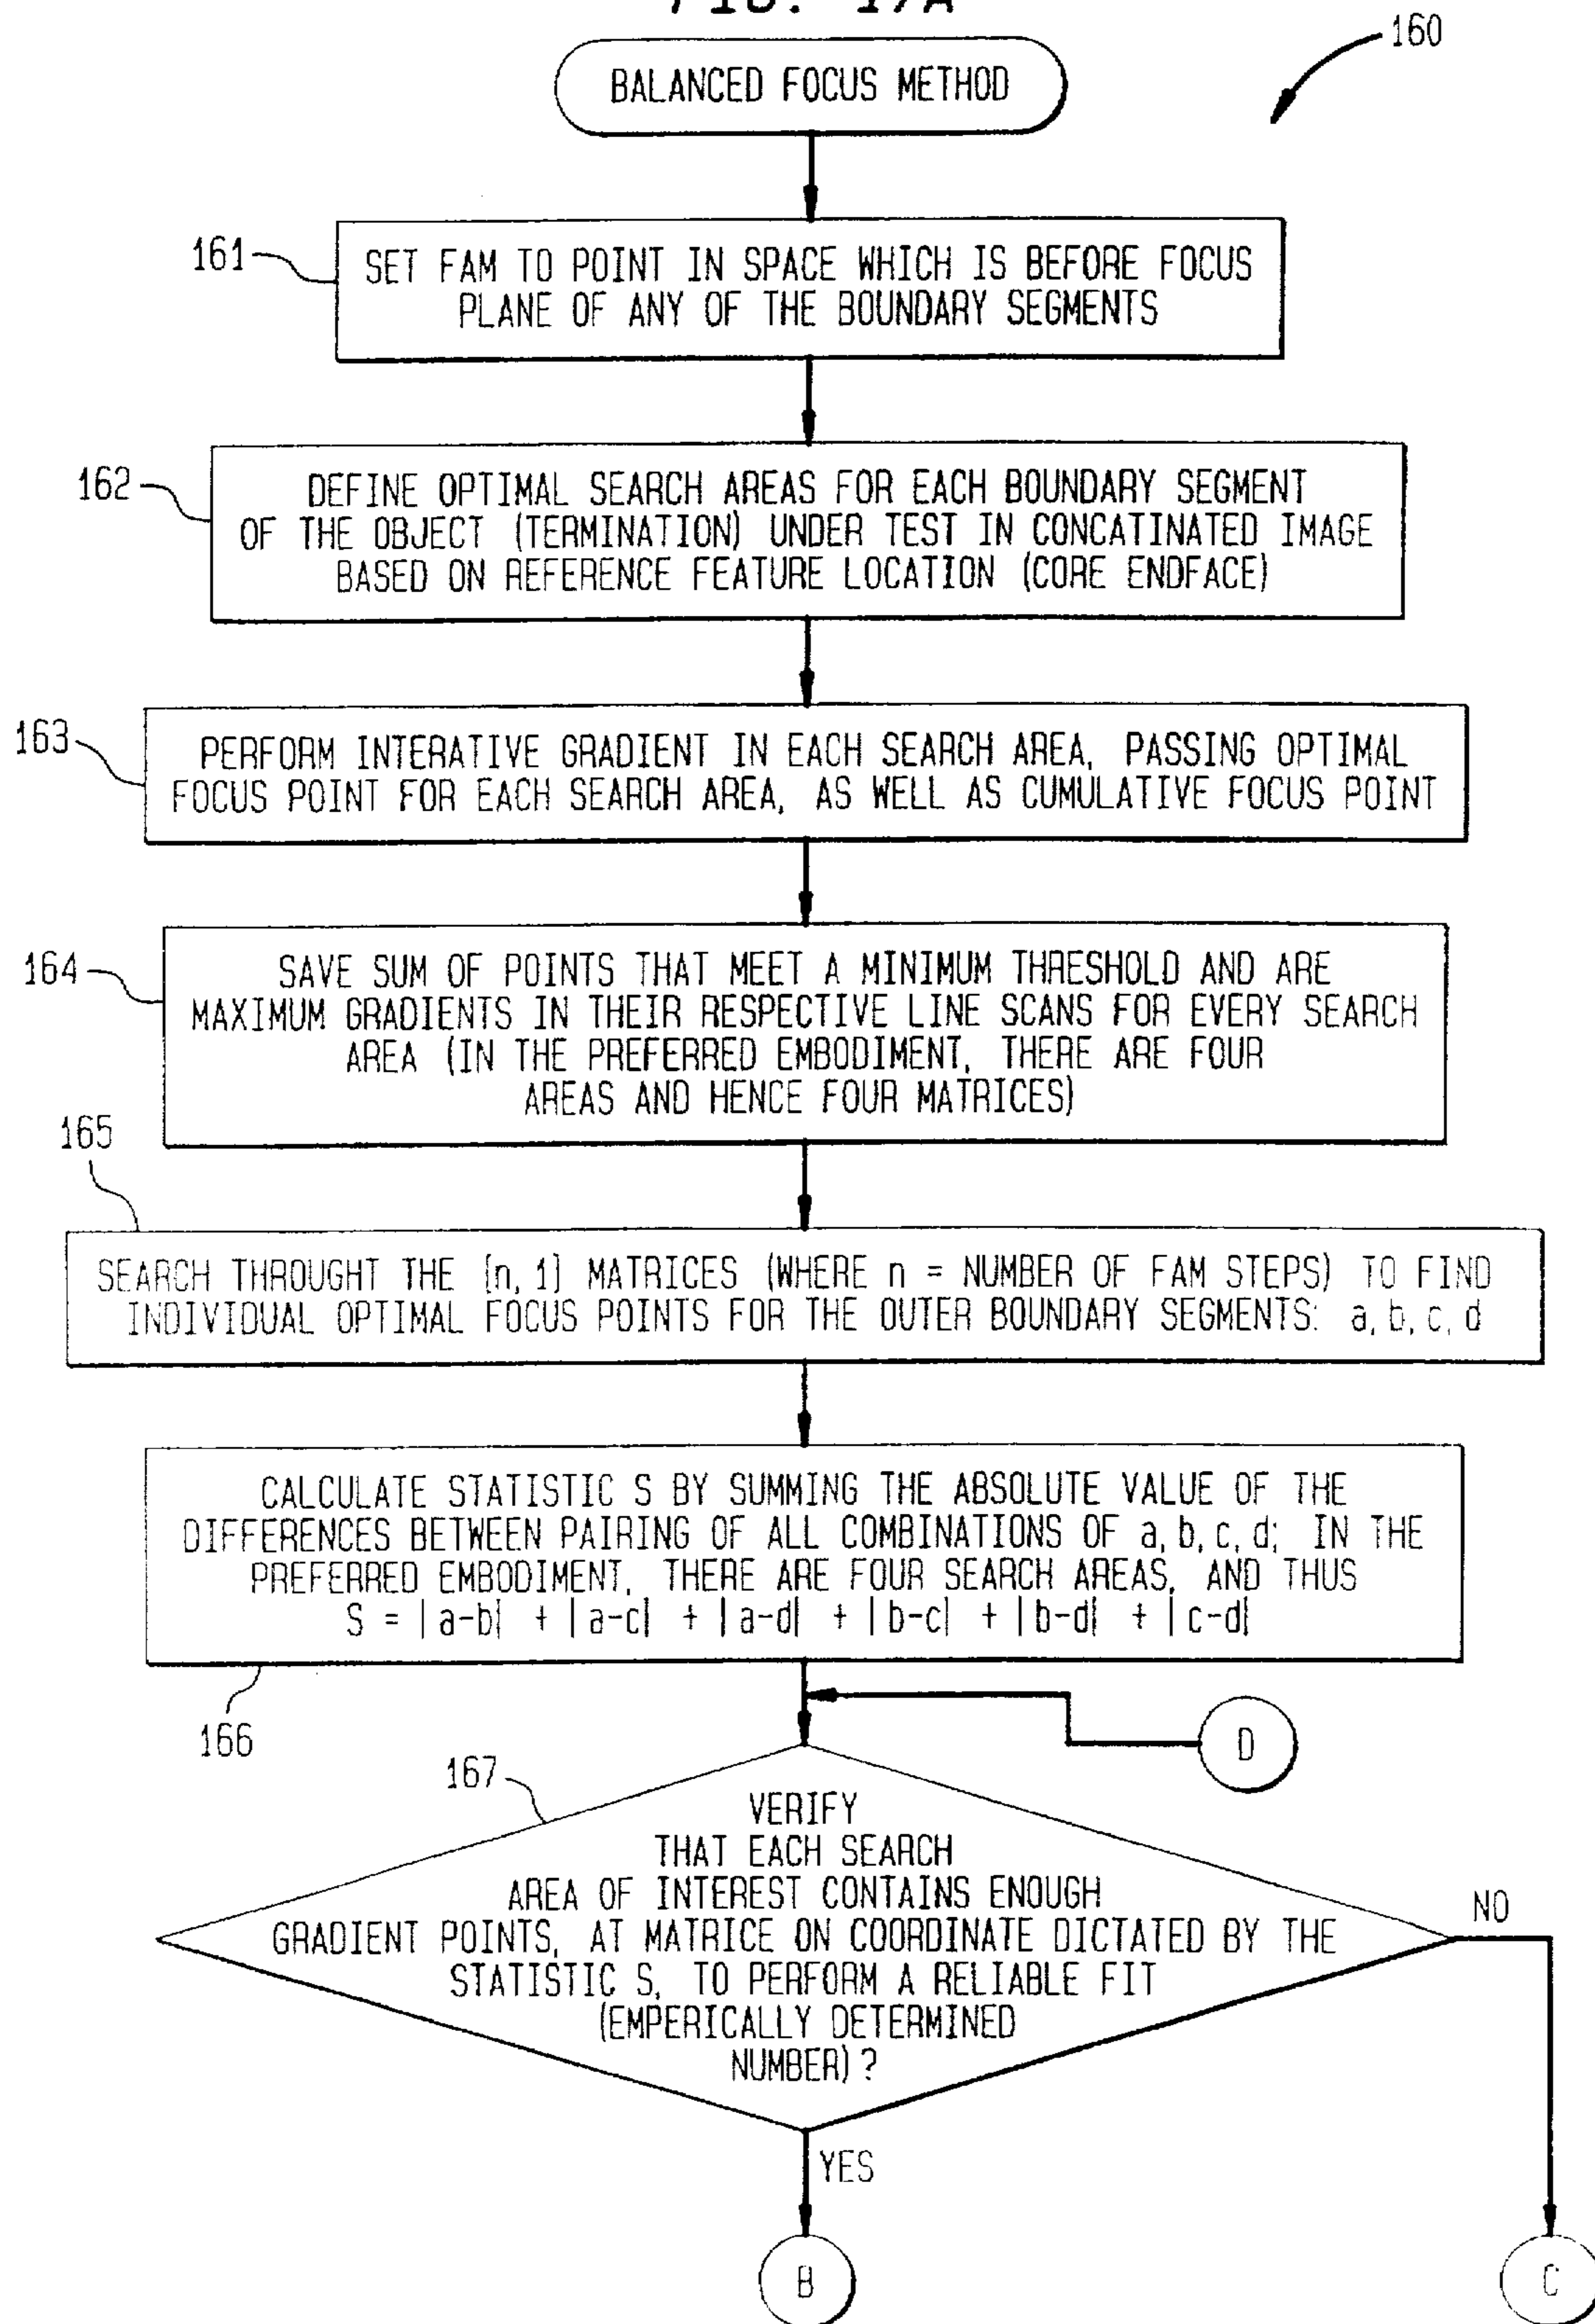 FIG. 17A
160
BALANCED FOCUS METHOD
161
SET FAM TO POINT IN SPACE WHICH IS BEFORE FOCUS
PLANE OF ANY OF THE BOUNDARY SEGMENTS
162
DEFINE OPTIMAL SEARCH AREAS FOR EACH BOUNDARY SEGMENT
OF THE OBJECT (TERMINATION) UNDER TEST IN CONCATINATED IMAGE
BASED ON REFERENCE FEATURE LOCATION (CORE ENDFACE)
163
PERFORM INTERATIVE GRADIENT IN EACH SEARCH AREA, PASSING OPTIMAL
FOCUS POINT FOR EACH SEARCH AREA, AS WELL AS CUMULATIVE FOCUS POINT
164
SAVE SUM OF POINTS THAT MEET A MINIMUM THRESHOLD AND ARE
MAXIMUM GRADIENTS IN THEIR RESPECTIVE LINE SCANS FOR EVERY SEARCH
AREA (IN THE PREFERRED EMBODIMENT, THERE ARE FOUR
AREAS AND HENCE FOUR MATRICES)
165
SEARCH THROUGHT THE [n, 1] MATRICES (WHERE n = NUMBER OF FAM STEPS) TO FIND
INDIVIDUAL OPTIMAL FOCUS POINTS FOR THE OUTER BOUNDARY SEGMENTS: a, b, c, d
CALCULATE STATISTIC S BY SUMMING THE ABSOLUTE VALUE OF THE
DIFFERENCES BETWEEN PAIRING OF ALL COMBINATIONS OF a, b, c, d; IN THE
PREFERRED EMBODIMENT, THERE ARE FOUR SEARCH AREAS, AND THUS
S = |a-b| + |a-c| + |a-d| + |b-c| + |b-d| + |c-d|
166
D
167
VERIFY
THAT EACH SEARCH
AREA OF INTEREST CONTAINS ENOUGH
GRADIENT POINTS, AT MATRICE ON COORDINATE DICTATED BY THE
STATISTIC S, TO PERFORM A RELIABLE FIT
(EMPERICALLY DETERMINED
NUMBER)?
NO
YES
B
C